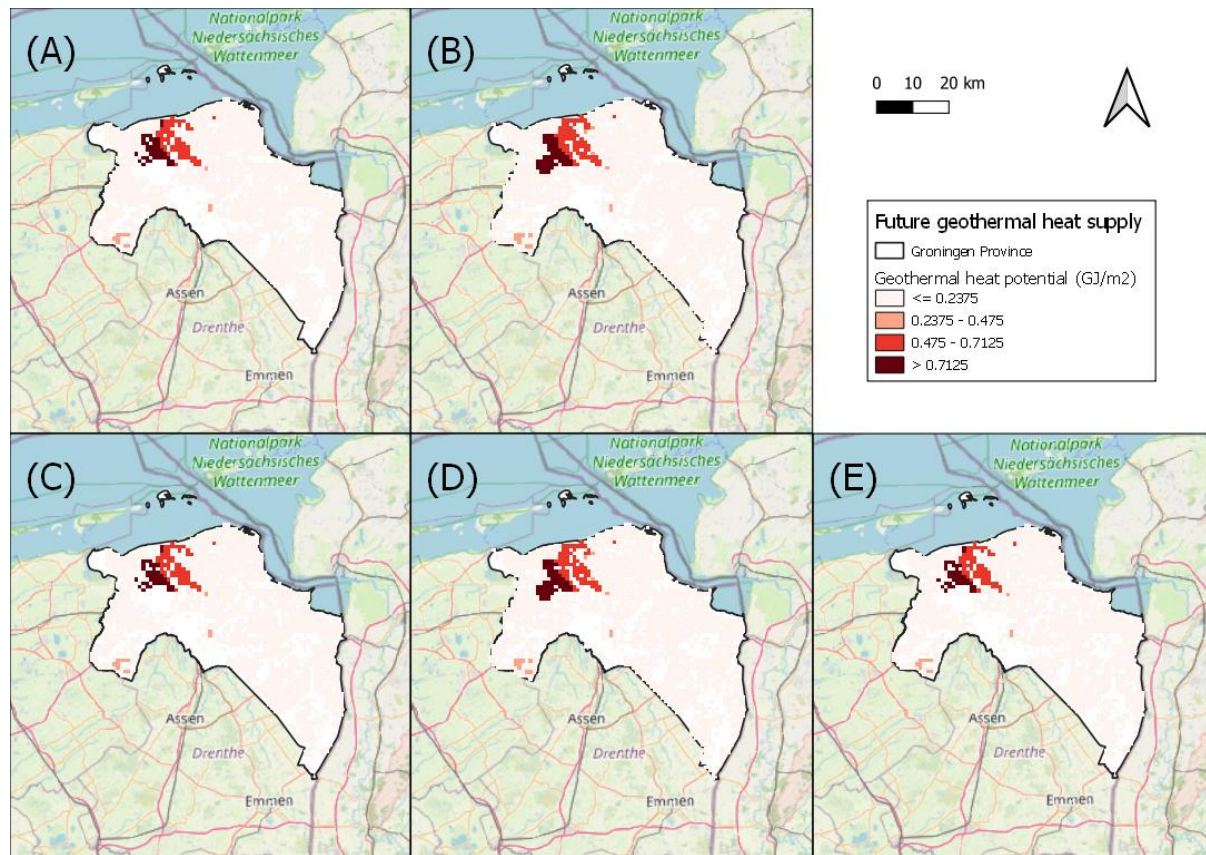 (A)
Nationalpark
Niedersächsisches
Wattenmeer
Assen
Drenthe
Emmen
(B)
Nationalpark
Niedersächsisches
Wattenmeer
Assen
Drenthe
Emmen
0 10 20 km
Future geothermal heat supply
Groningen Province
Geothermal heat potential (GJ/m2)
<= 0.2375
0.2375 - 0.475
0.475 - 0.7125
> 0.7125
(C)
Nationalpark
Niedersächsisches
Wattenmeer
Assen
Drenthe
Emmen
(D)
Nationalpark
Niedersächsisches
Wattenmeer
Assen
Drenthe
Emmen
(E)
Nationalpark
Niedersächsisches
Wattenmeer
Assen
Drenthe
Emmen